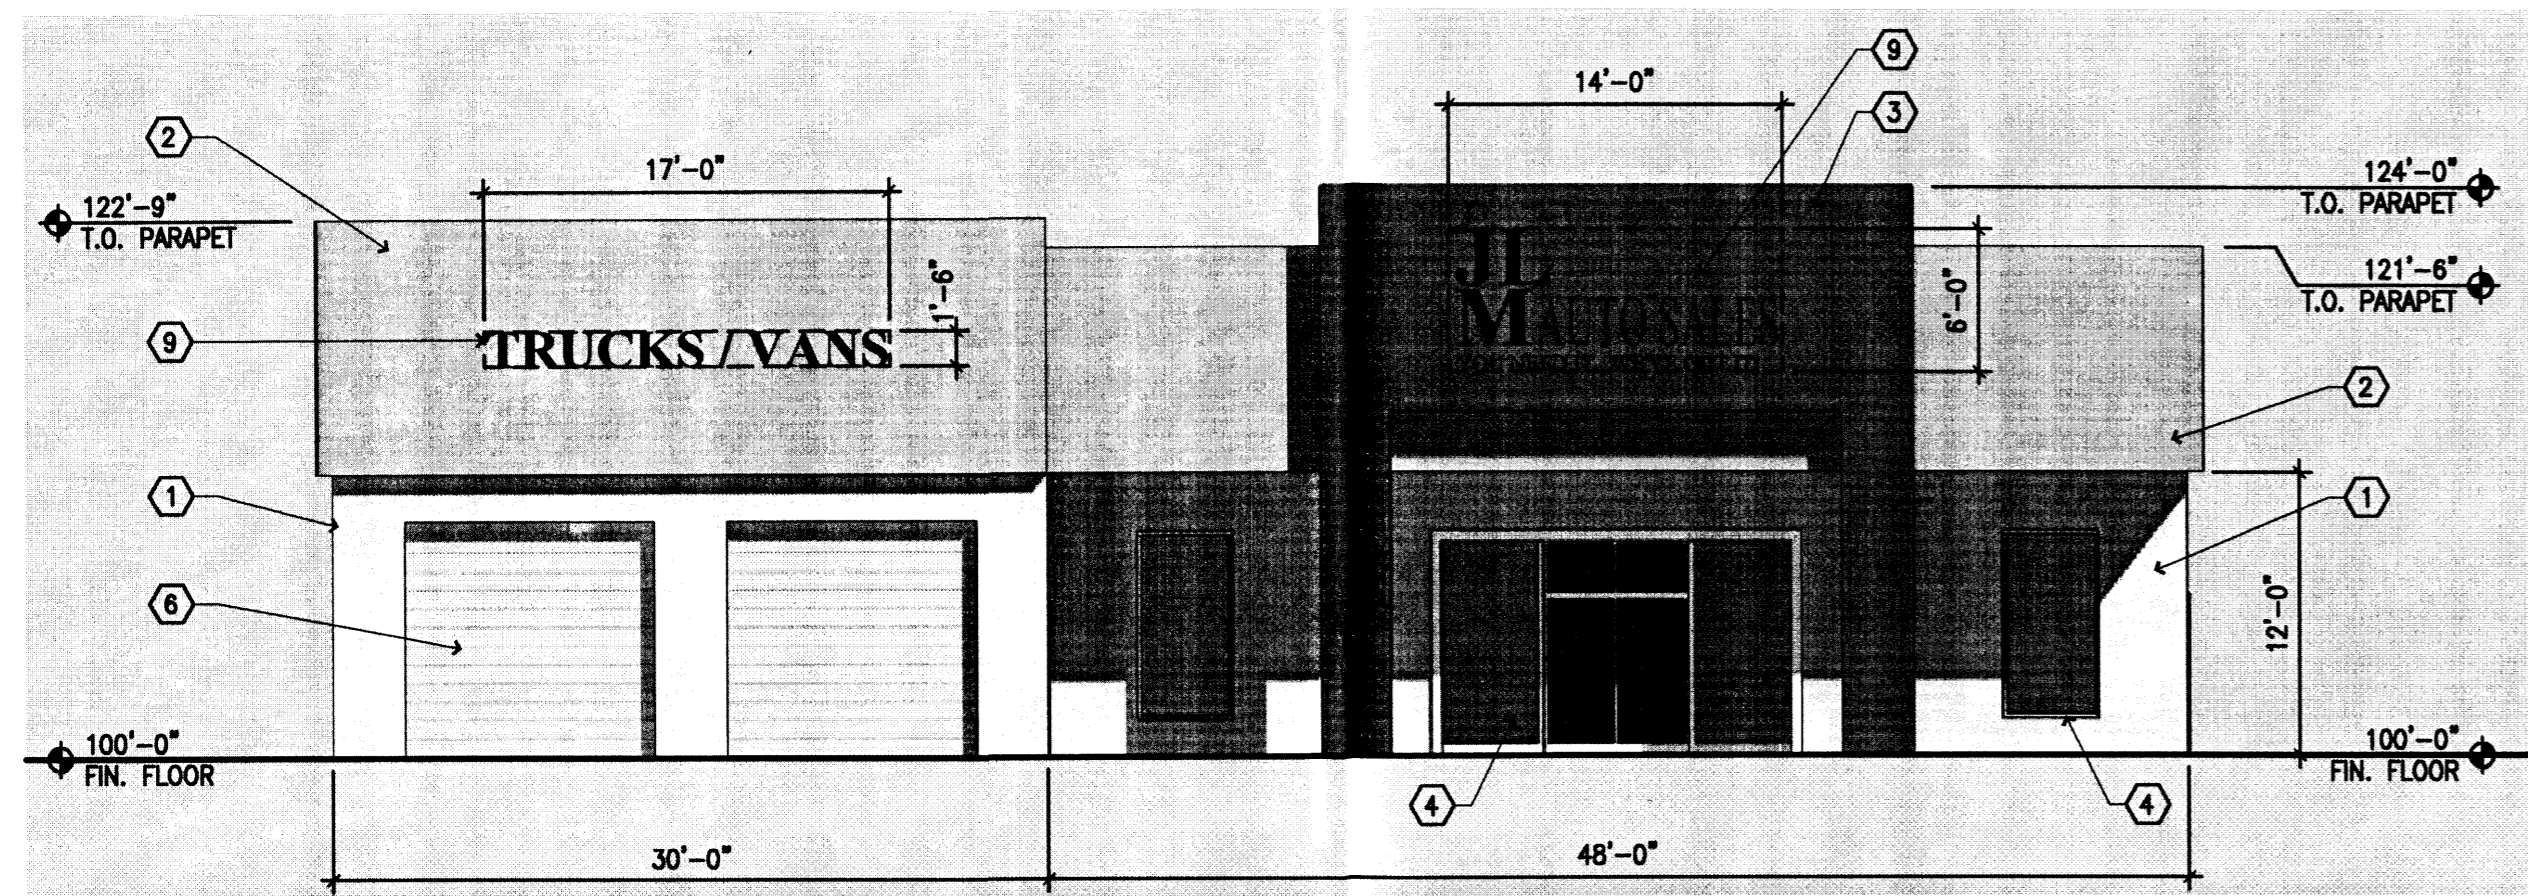 9
14'-0"
3
2
17'-0"
124'-0"
T.O. PARAPET
122'-9"
T.O. PARAPET
JL
1'-6"
6'-0"
121'-6"
T.O. PARAPET
9
TRUCKS / VANS
M AUTO SALES
2
1
1
6
12'-0"
100'-0"
FIN. FLOOR
100'-0"
FIN. FLOOR
4
4
30'-0"
48'-0"